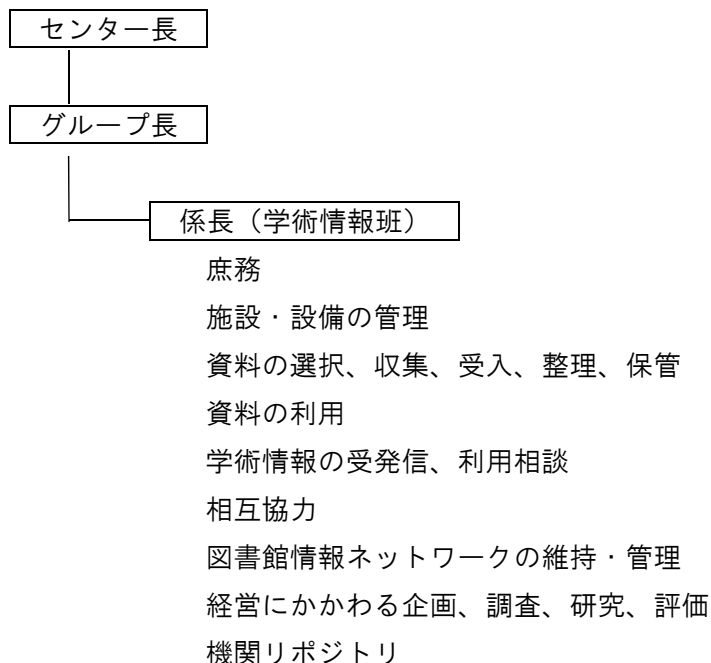 センター長
グループ長
係長（学術情報班）
庶務
施設・設備の管理
資料の選択、収集、受入、整理、保管
資料の利用
学術情報の受発信、利用相談
相互協力
図書館情報ネットワークの維持・管理
経営にかかわる企画、調査、研究、評価
機関リポジトリ